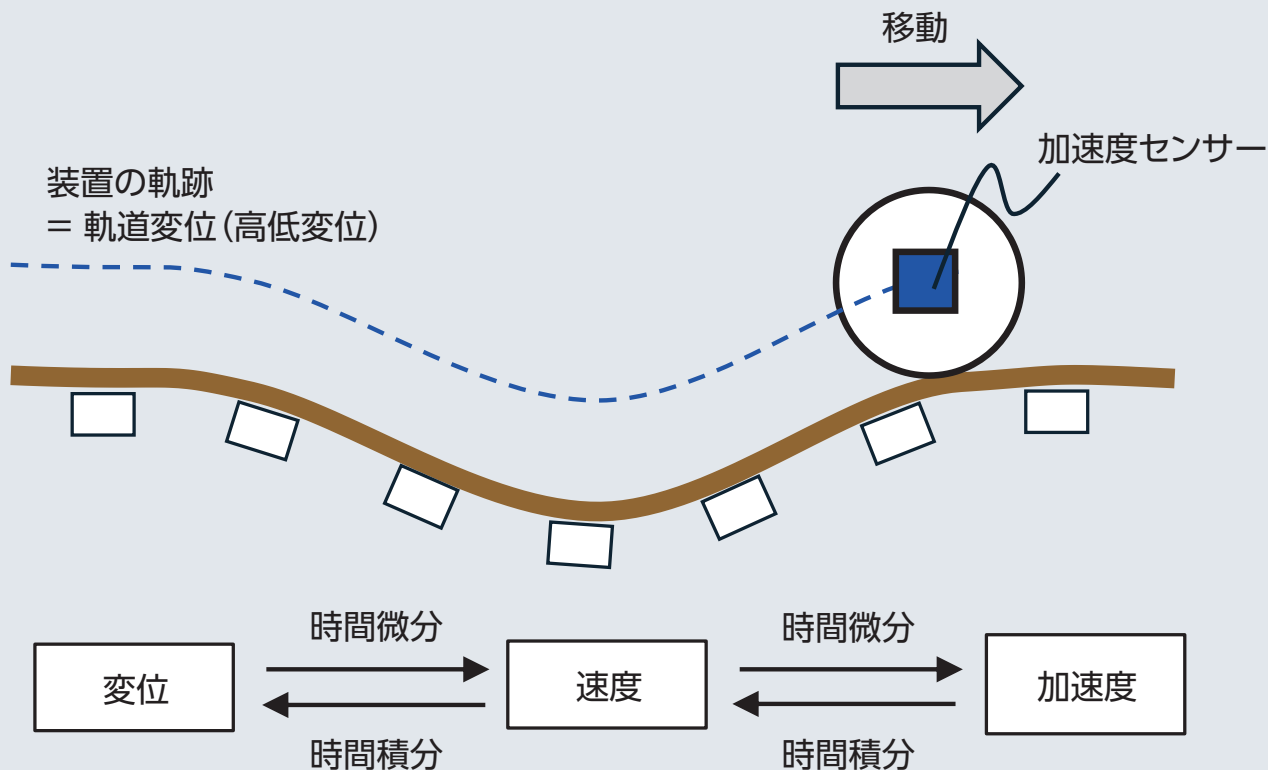 移動
加速度センサー
装置の軌跡
= 軌道変位(高低変位)
時間微分
時間微分
変位
速度
加速度
時間積分
時間積分